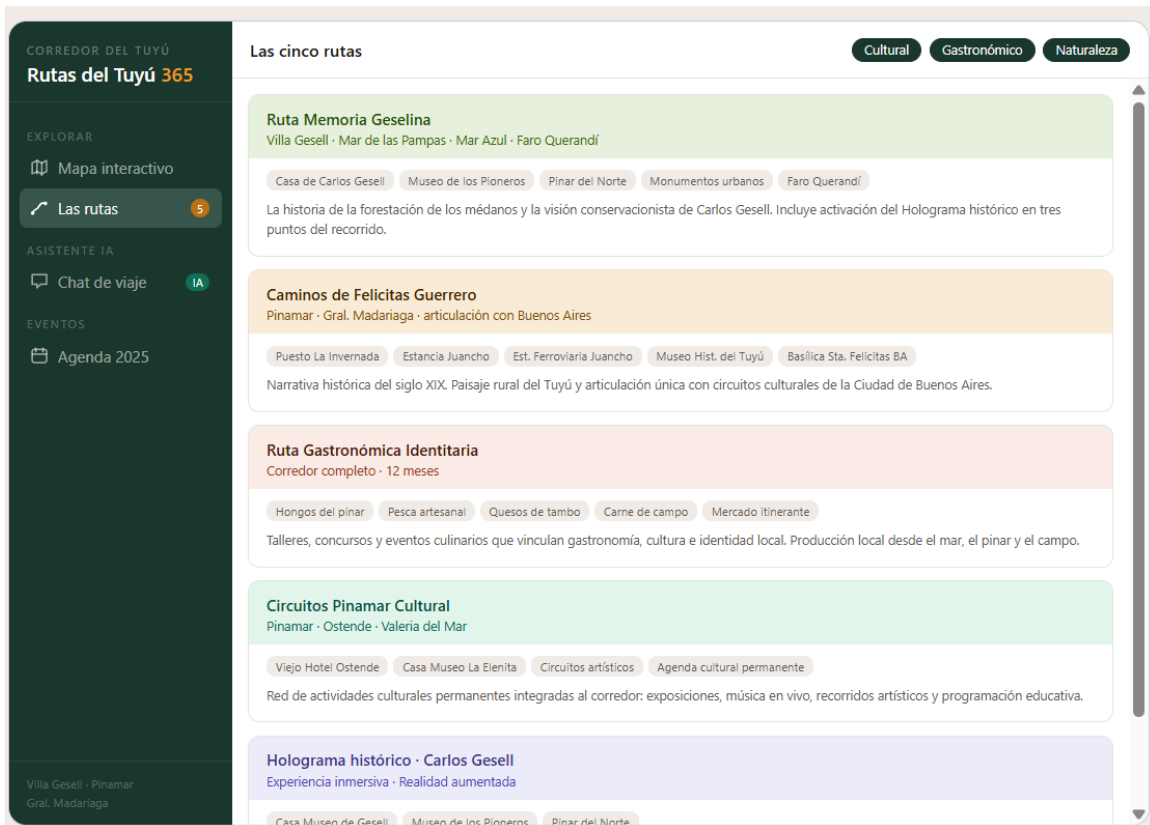 CORREDOR DEL TUYÚ
Rutas del Tuyú 365
EXPLORAR
Mapa interactivo
Las rutas 5
ASISTENTE IA
Chat de viaje IA
EVENTOS
Agenda 2025
Villa Gesell · Pinamar
Gral. Madariaga
Las cinco rutas
Cultural Gastronómico Naturaleza
Ruta Memoria Geselina
Villa Gesell · Mar de las Pampas · Mar Azul · Faro Querandí
Casa de Carlos Gesell Museo de los Pioneros Pinar del Norte Monumentos urbanos Faro Querandí
La historia de la forestación de los médanos y la visión conservacionista de Carlos Gesell. Incluye activación del Holograma histórico en tres
puntos del recorrido.
Caminos de Felicitas Guerrero
Pinamar · Gral. Madariaga · articulación con Buenos Aires
Puesto La Invernada Estancia Juancho Est. Ferroviaria Juancho Museo Hist. del Tuyú Basílica Sta. Felicitas BA
Narrativa histórica del siglo XIX. Paisaje rural del Tuyú y articulación única con circuitos culturales de la Ciudad de Buenos Aires.
Ruta Gastronómica Identitaria
Corredor completo · 12 meses
Hongos del pinar Pesca artesanal Quesos de tambo Carne de campo Mercado itinerante
Talleres, concursos y eventos culinarios que vinculan gastronomía, cultura e identidad local. Producción local desde el mar, el pinar y el campo.
Circuitos Pinamar Cultural
Pinamar · Ostende · Valeria del Mar
Viejo Hotel Ostende Casa Museo La Elenita Circuitos artísticos Agenda cultural permanente
Red de actividades culturales permanentes integradas al corredor: exposiciones, música en vivo, recorridos artísticos y programación educativa.
Holograma histórico · Carlos Gesell
Experiencia inmersiva · Realidad aumentada
Casa Museo de Gesell Museo de los Pioneros Pinar del Norte